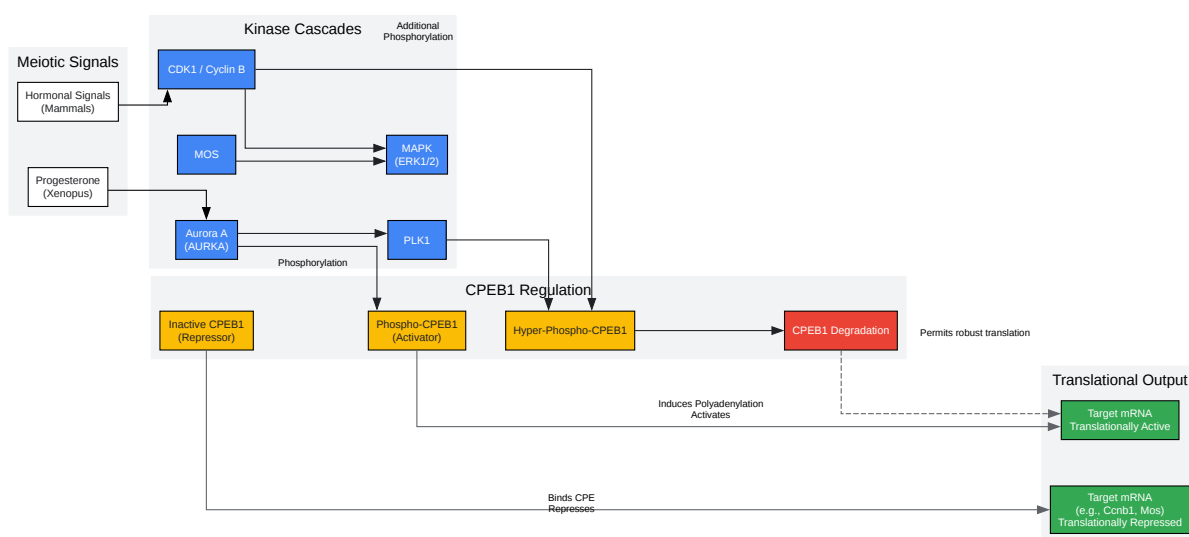 Kinase Cascades
Additional
Phosphorylation
Meiotic Signals
CDK1 / Cyclin B
Hormonal Signals
(Mammals)
MOS
MAPK
(ERK1/2)
Progesterone
(Xenopus)
Aurora A
(AURKA)
PLK1
Phosphorylation
CPEB1 Regulation
Inactive CPEB1
(Repressor)
Phospho-CPEB1
(Activator)
Hyper-Phospho-CPEB1
CPEB1 Degradation
Permits robust translation
Translational Output
Induces Polyadenylation
Activates
Target mRNA
Translationally Active
Binds CPE
Represses
Target mRNA
(e.g., Ccnb1, Mos)
Translationally Repressed